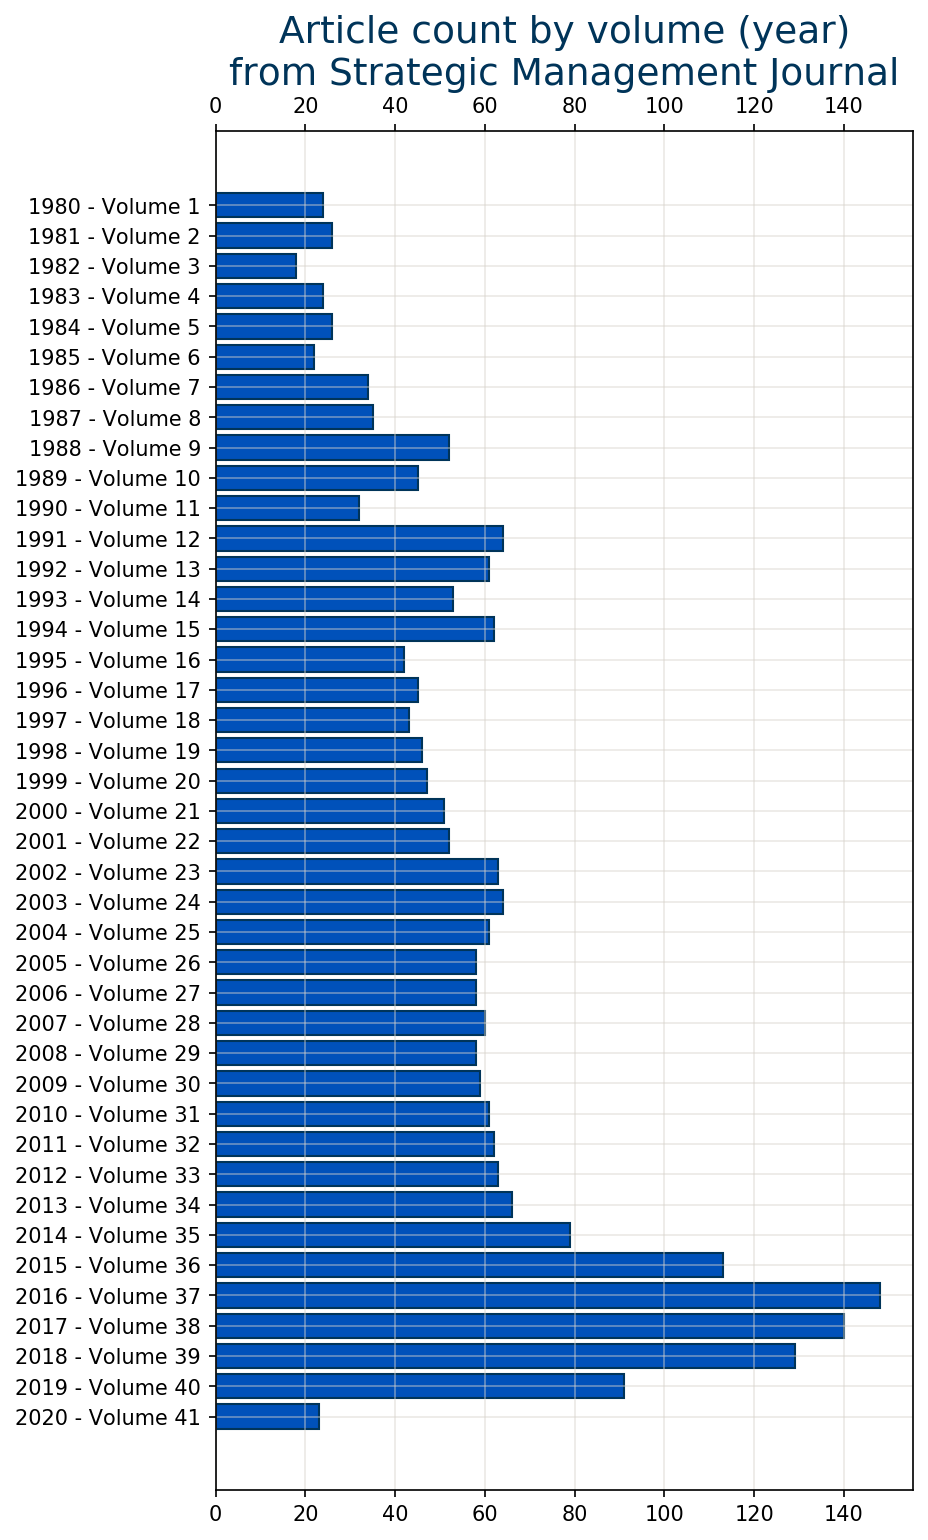 Article count by volume (year)
from Strategic Management Journal
0 20 40 60 80 100 120 140
1980 - Volume 1
1981 - Volume 2
1982 - Volume 3
1983 - Volume 4
1984 - Volume 5
1985 - Volume 6
1986 - Volume 7
1987 - Volume 8
1988 - Volume 9
1989 - Volume 10
1990 - Volume 11
1991 - Volume 12
1992 - Volume 13
1993 - Volume 14
1994 - Volume 15
1995 - Volume 16
1996 - Volume 17
1997 - Volume 18
1998 - Volume 19
1999 - Volume 20
2000 - Volume 21
2001 - Volume 22
2002 - Volume 23
2003 - Volume 24
2004 - Volume 25
2005 - Volume 26
2006 - Volume 27
2007 - Volume 28
2008 - Volume 29
2009 - Volume 30
2010 - Volume 31
2011 - Volume 32
2012 - Volume 33
2013 - Volume 34
2014 - Volume 35
2015 - Volume 36
2016 - Volume 37
2017 - Volume 38
2018 - Volume 39
2019 - Volume 40
2020 - Volume 41
0 20 40 60 80 100 120 140